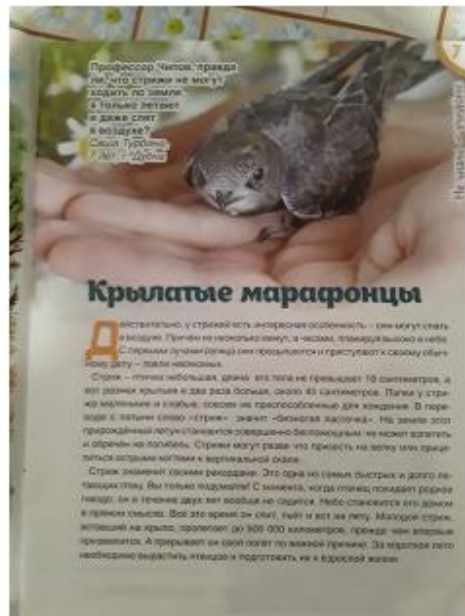 Профессор Чипов, правда
ли, что стрижи не могут
ходить по земле,
а только летают
и даже спят
в воздухе?
Саша Турбина,
7 лет, г. Дубна
7
Крылатые марафонцы
Действительно, у стрижей есть интересная особенность – они могут спать
в воздухе. Причём не несколько минут, а часами, планируя высоко в небе.
С первыми лучами солнца они просыпаются и приступают к своему обыч-
ному делу – ловле насекомых.
Стриж – птичка небольшая, длина его тела не превышает 18 сантиметров, а
вот размах крыльев в два раза больше, около 40 сантиметров. Лапки у стри-
жа маленькие и слабые, совсем не приспособленные для хождения. В пере-
воде с латыни слово «стриж» значит «безногая ласточка». На земле этот
прирождённый летун становится совершенно беспомощным: не может взлететь
и обречён на погибель. Стрижи могут разве что присесть на ветку или прице-
питься острыми когтями к вертикальной скале.
Стриж знаменит своими рекордами. Это одна из самых быстрых и долго ле-
тающих птиц. Вы только подумайте! С момента, когда птенец покидает родное
гнездо, он в течение двух лет вообще не садится. Небо становится его домом
в прямом смысле. Всё это время он спит, пьёт и ест на лету. Молодой стриж,
вставший на крыло, пролетает до 500 000 километров, прежде чем впервые
приземлится. А прерывает он свой полёт по важной причине. За короткое лето
необходимо вырастить птенцов и подготовить их к взрослой жизни.